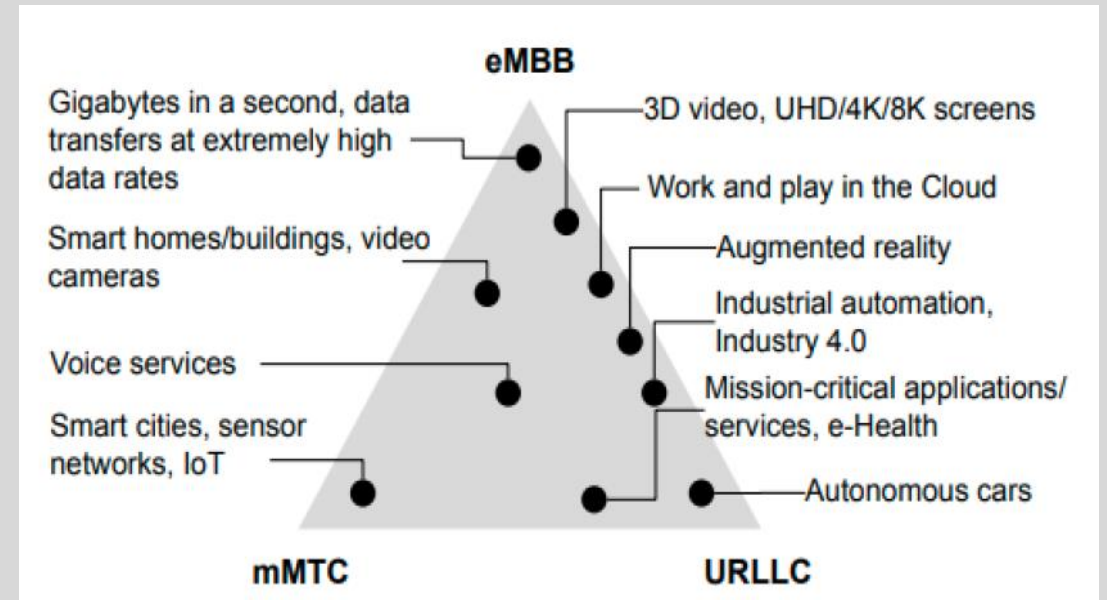 eMBB
Gigabytes in a second, data
transfers at extremely high
data rates
3D video, UHD/4K/8K screens
Work and play in the Cloud
Smart homes/buildings, video
cameras
Augmented reality
Industrial automation,
Industry 4.0
Voice services
Mission-critical applications/
services, e-Health
Smart cities, sensor
networks, IoT
Autonomous cars
mMTC
URLLC